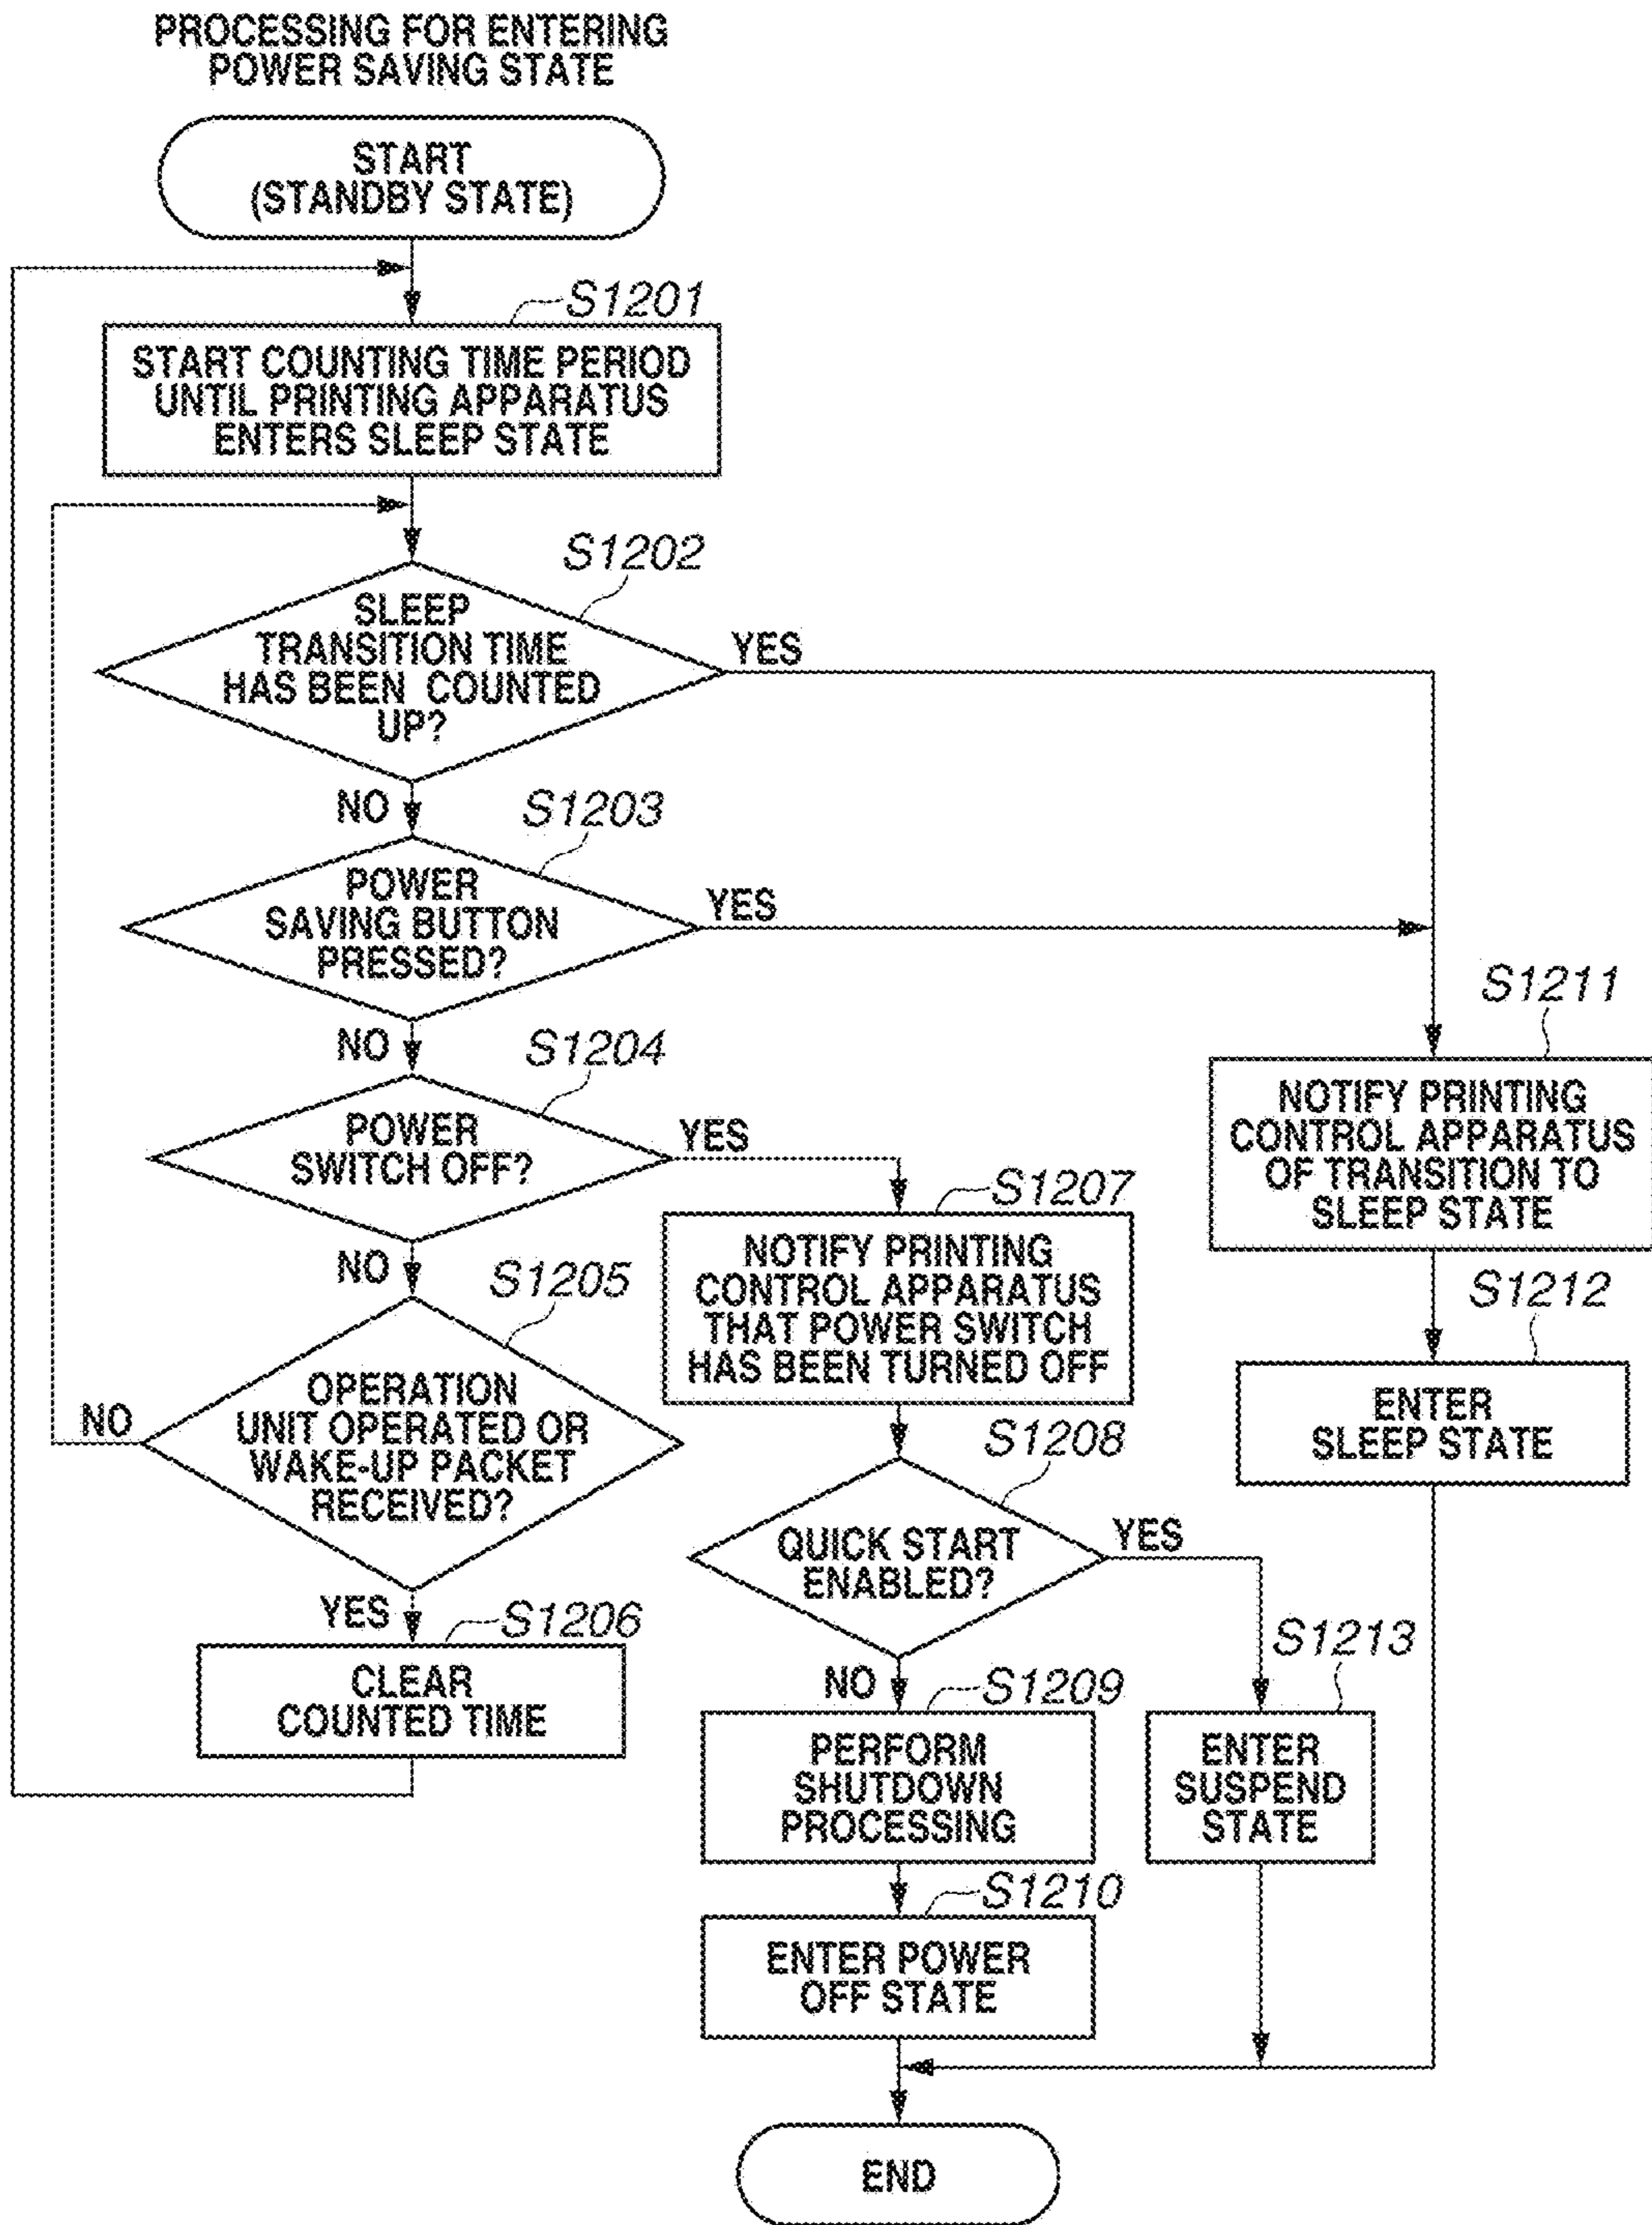 PROCESSING FOR ENTERING
POWER SAVING STATE
START
(STANDBY STATE)
S1201
START COUNTING TIME PERIOD
UNTIL PRINTING APPARATUS
ENTERS SLEEP STATE
S1202
SLEEP
TRANSITION TIME
HAS BEEN COUNTED
UP?
YES
NO
S1203
POWER
SAVING BUTTON
PRESSED?
YES
NO
S1204
POWER
SWITCH OFF?
YES
NO
S1205
OPERATION
UNIT OPERATED OR
WAKE-UP PACKET
RECEIVED?
NO
YES
S1206
CLEAR
COUNTED TIME
S1207
NOTIFY PRINTING
CONTROL APPARATUS
THAT POWER SWITCH
HAS BEEN TURNED OFF
S1208
QUICK START
ENABLED?
YES
NO
S1209
PERFORM
SHUTDOWN
PROCESSING
S1210
ENTER POWER
OFF STATE
S1213
ENTER
SUSPEND
STATE
S1211
NOTIFY PRINTING
CONTROL APPARATUS
OF TRANSITION TO
SLEEP STATE
S1212
ENTER
SLEEP STATE
END